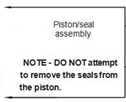 Piston/seal
assembly
NOTE - DO NOT attempt
to remove the seals from
the piston.